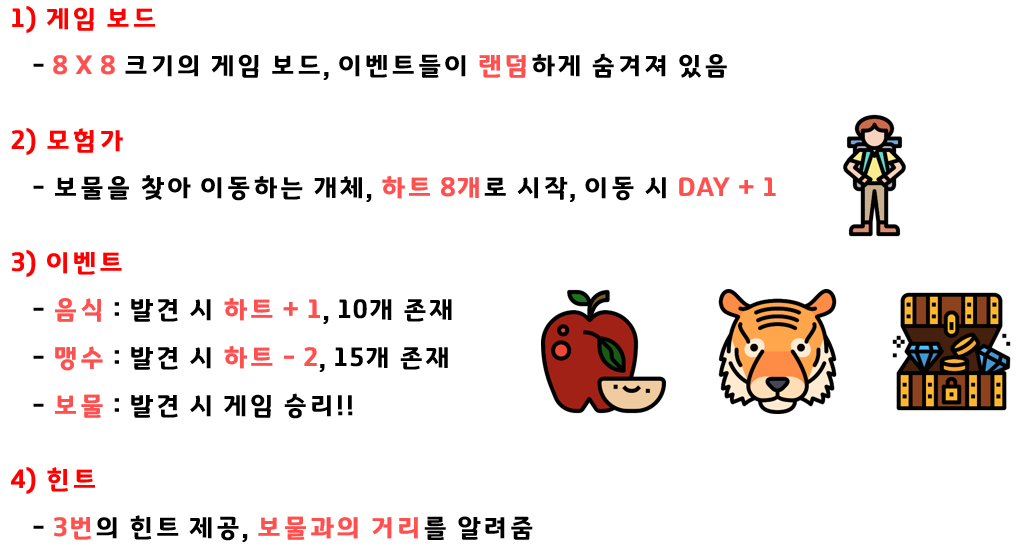 1) 게임 보드
- 8 X 8 크기의 게임 보드, 이벤트들이 랜덤하게 숨겨져 있음
2) 모험가
- 보물을 찾아 이동하는 개체, 하트 8개로 시작, 이동 시 DAY + 1
3) 이벤트
- 음식 : 발견 시 하트 + 1, 10개 존재
- 맹수 : 발견 시 하트 - 2, 15개 존재
- 보물 : 발견 시 게임 승리!!
4) 힌트
- 3번의 힌트 제공, 보물과의 거리를 알려줌